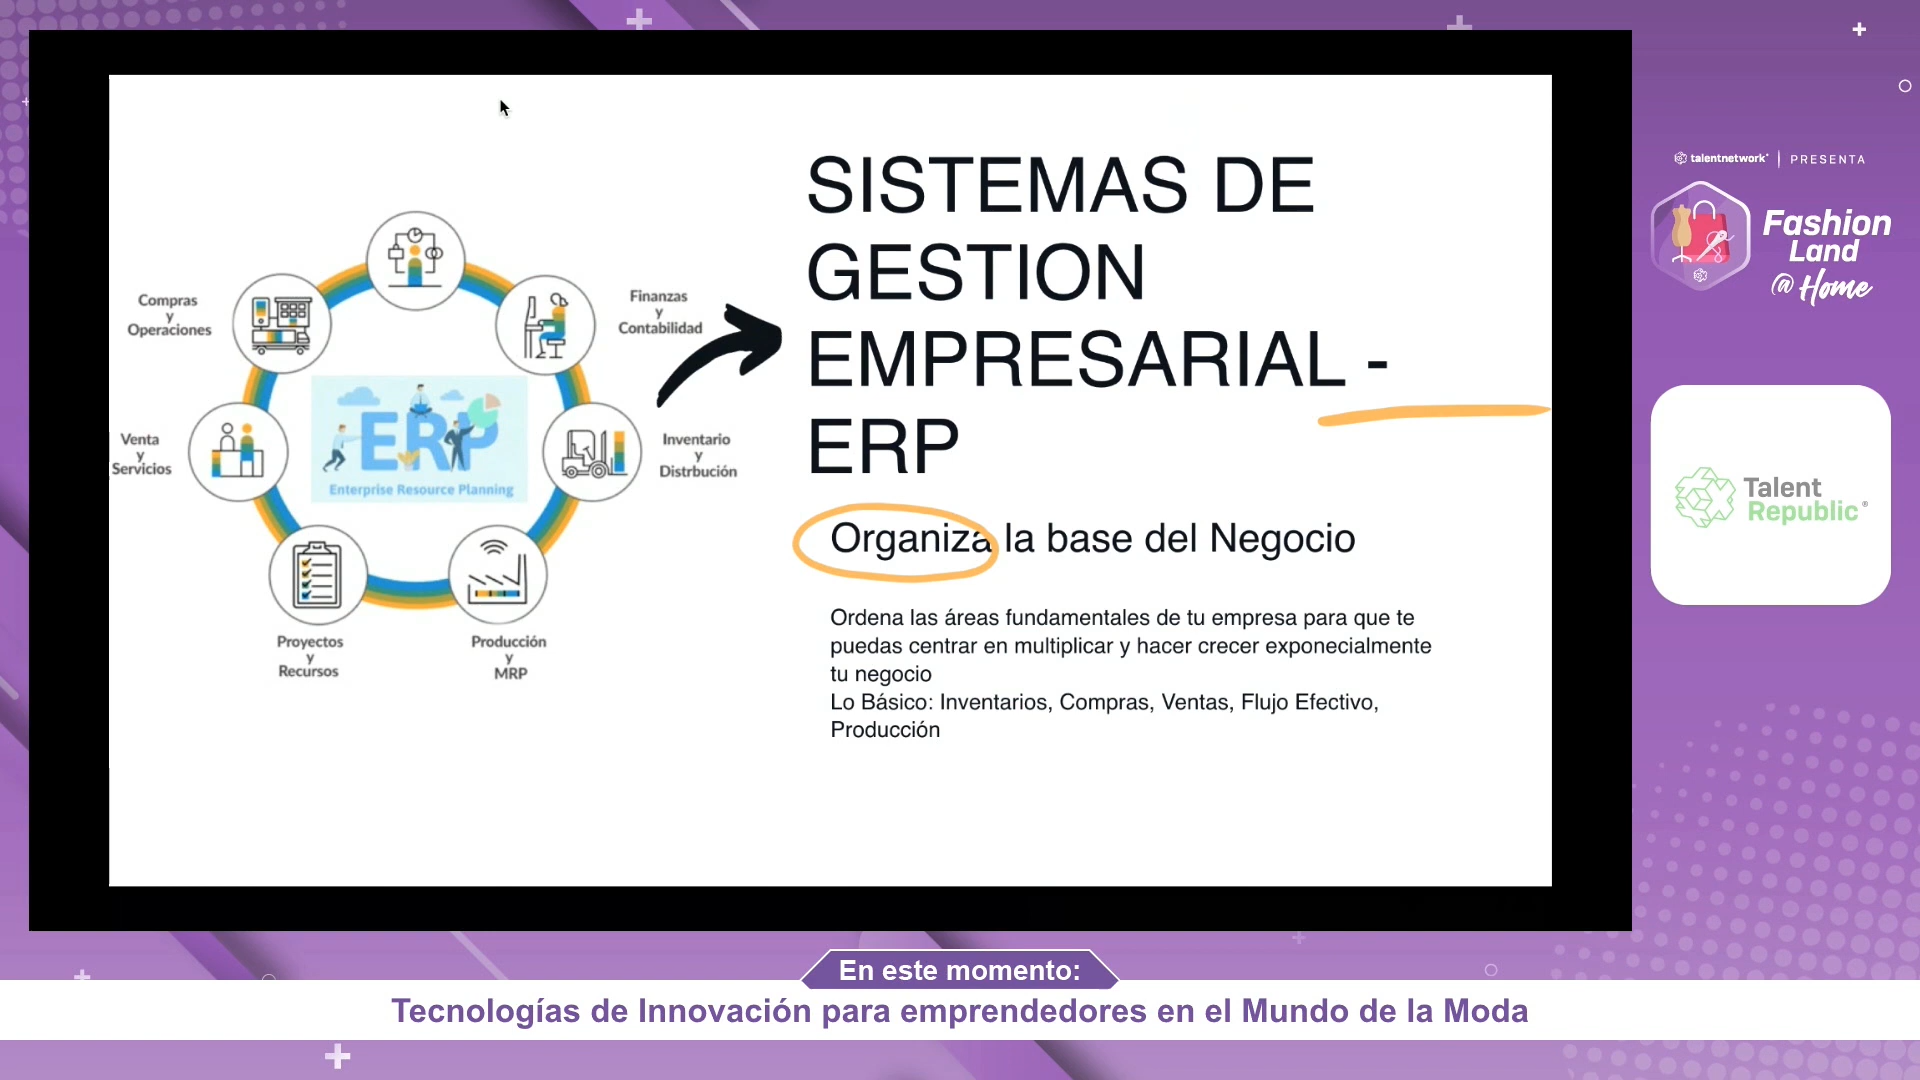 talentnetwork
PRESENTA
Fashion
Land
@ Home
Talent
Republic®
Compras
y
Operaciones
Finanzas
y
Contabilidad
Venta
y
Servicios
ERP
Enterprise Resource Planning
Inventario
y
Distrbución
Proyectos
y
Recursos
Producción
y
MRP
SISTEMAS DE
GESTION
EMPRESARIAL -
ERP
Organiza la base del Negocio
Ordena las áreas fundamentales de tu empresa para que te
puedas centrar en multiplicar y hacer crecer exponecialmente
tu negocio
Lo Básico: Inventarios, Compras, Ventas, Flujo Efectivo,
Producción
En este momento:
Tecnologías de Innovación para emprendedores en el Mundo de la Moda